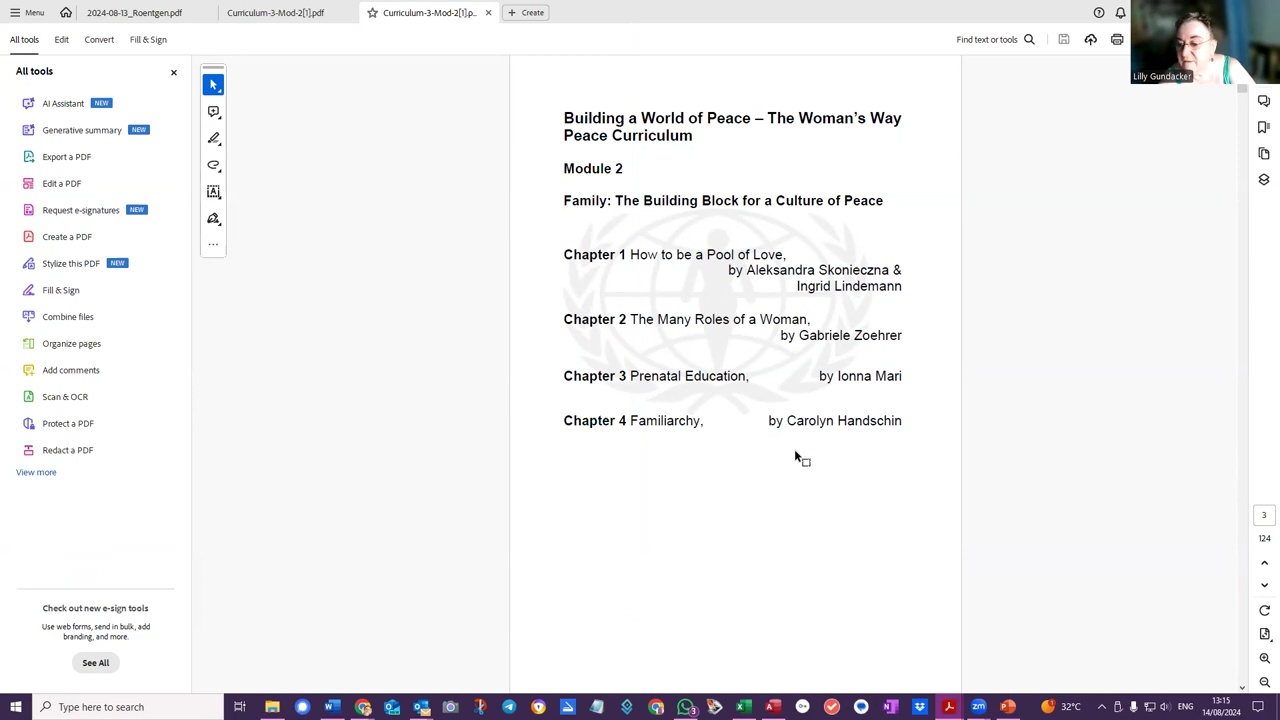 Menu
2024-08-13_Roentgen.pdf
Curriculum-3-Mod-2[1].pdf
Curriculum-3-Mod-2[1].p...
Create
All tools
Edit
Convert
Fill & Sign
Find text or tools
Lilly Gundacker
All tools
AI Assistant NEW
Generative summary NEW
Export a PDF
Edit a PDF
Request e-signatures NEW
Create a PDF
Stylize this PDF NEW
Fill & Sign
Combine files
Organize pages
Add comments
Scan & OCR
Protect a PDF
Redact a PDF
View more
Check out new e-sign tools
Use web forms, send in bulk, add
branding, and more.
See All
Building a World of Peace – The Woman's Way
Peace Curriculum
Module 2
Family: The Building Block for a Culture of Peace
Chapter 1 How to be a Pool of Love,
by Aleksandra Skonieczna &
Ingrid Lindemann
Chapter 2 The Many Roles of a Woman,
by Gabriele Zoehrer
Chapter 3 Prenatal Education, by Ionna Mari
Chapter 4 Familiarchy, by Carolyn Handschin
3
124
Type here to search
3
32°C
ENG
13:15
14/08/2024